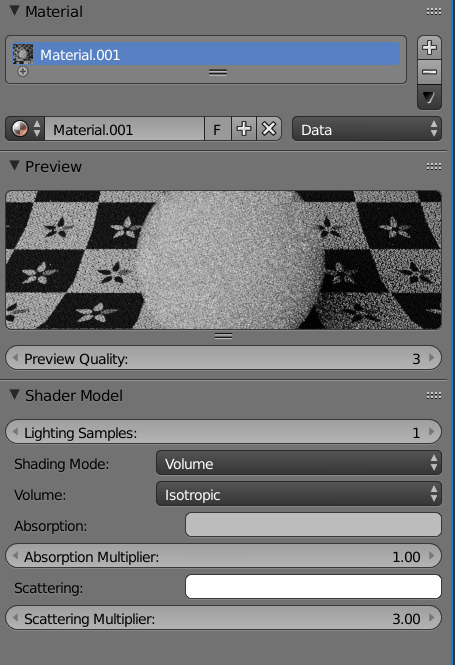 Material
Material.001
Material.001 F Data
Preview
Preview Quality: 3
Shader Model
Lighting Samples: 1
Shading Mode: Volume
Volume: Isotropic
Absorption:
Absorption Multiplier: 1.00
Scattering:
Scattering Multiplier: 3.00